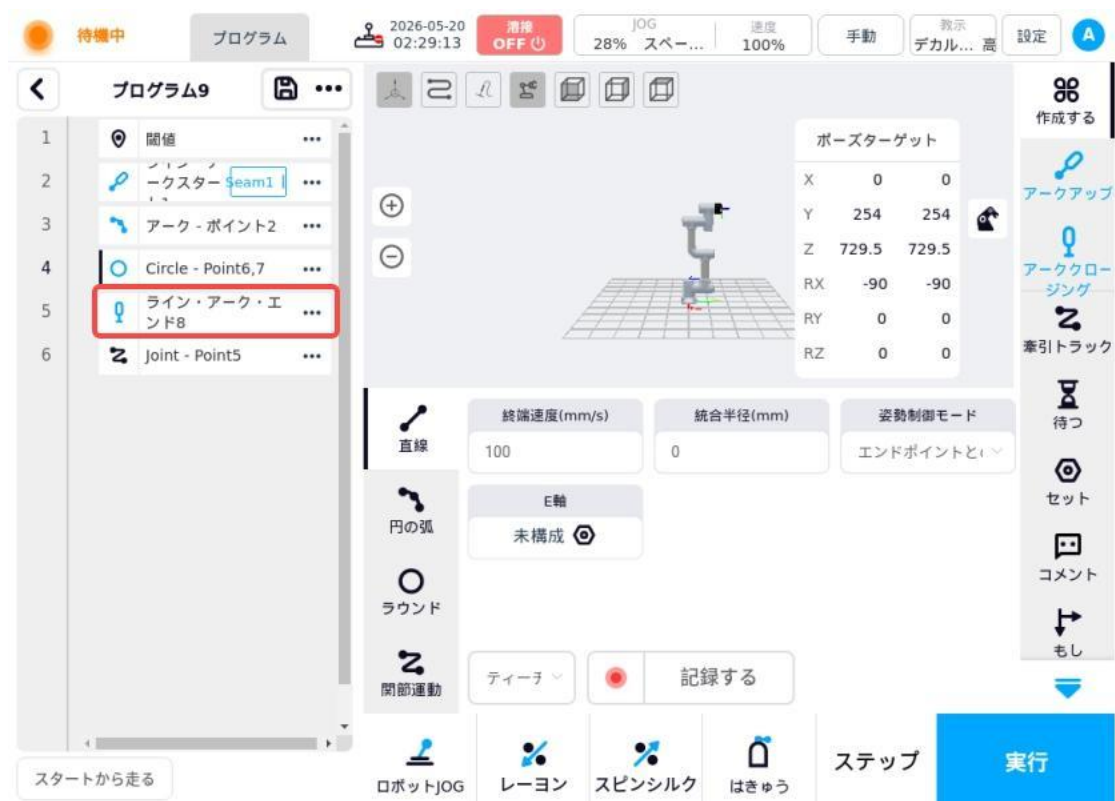 待機中
プログラム
2026-05-20
02:29:13
溶接
OFF
JOG
28% スペー...
速度
100%
手動
教示
デカル... 高
設定
A
プログラム9
1 閾値
2
ークスター Seam1
3 アーク - ポイント2
4 Circle - Point6,7
5 ライン・アーク・エ
ンド8
6 Joint - Point5
スタートから走る
ポーズターゲット
X 0 0
Y 254 254
Z 729.5 729.5
RX -90 -90
RY 0 0
RZ 0 0
直線
円の弧
ラウンド
関節運動
終端速度(mm/s)
100
統合半径(mm)
0
姿勢制御モード
エンドポイントと
E軸
未構成
ティーチ
記録する
ロボットJOG
レーヨン
スピンシルク
はきゅう
ステップ
実行
作成する
アークアップ
アーククロー
ジング
牽引トラック
待つ
セット
コメント
もし